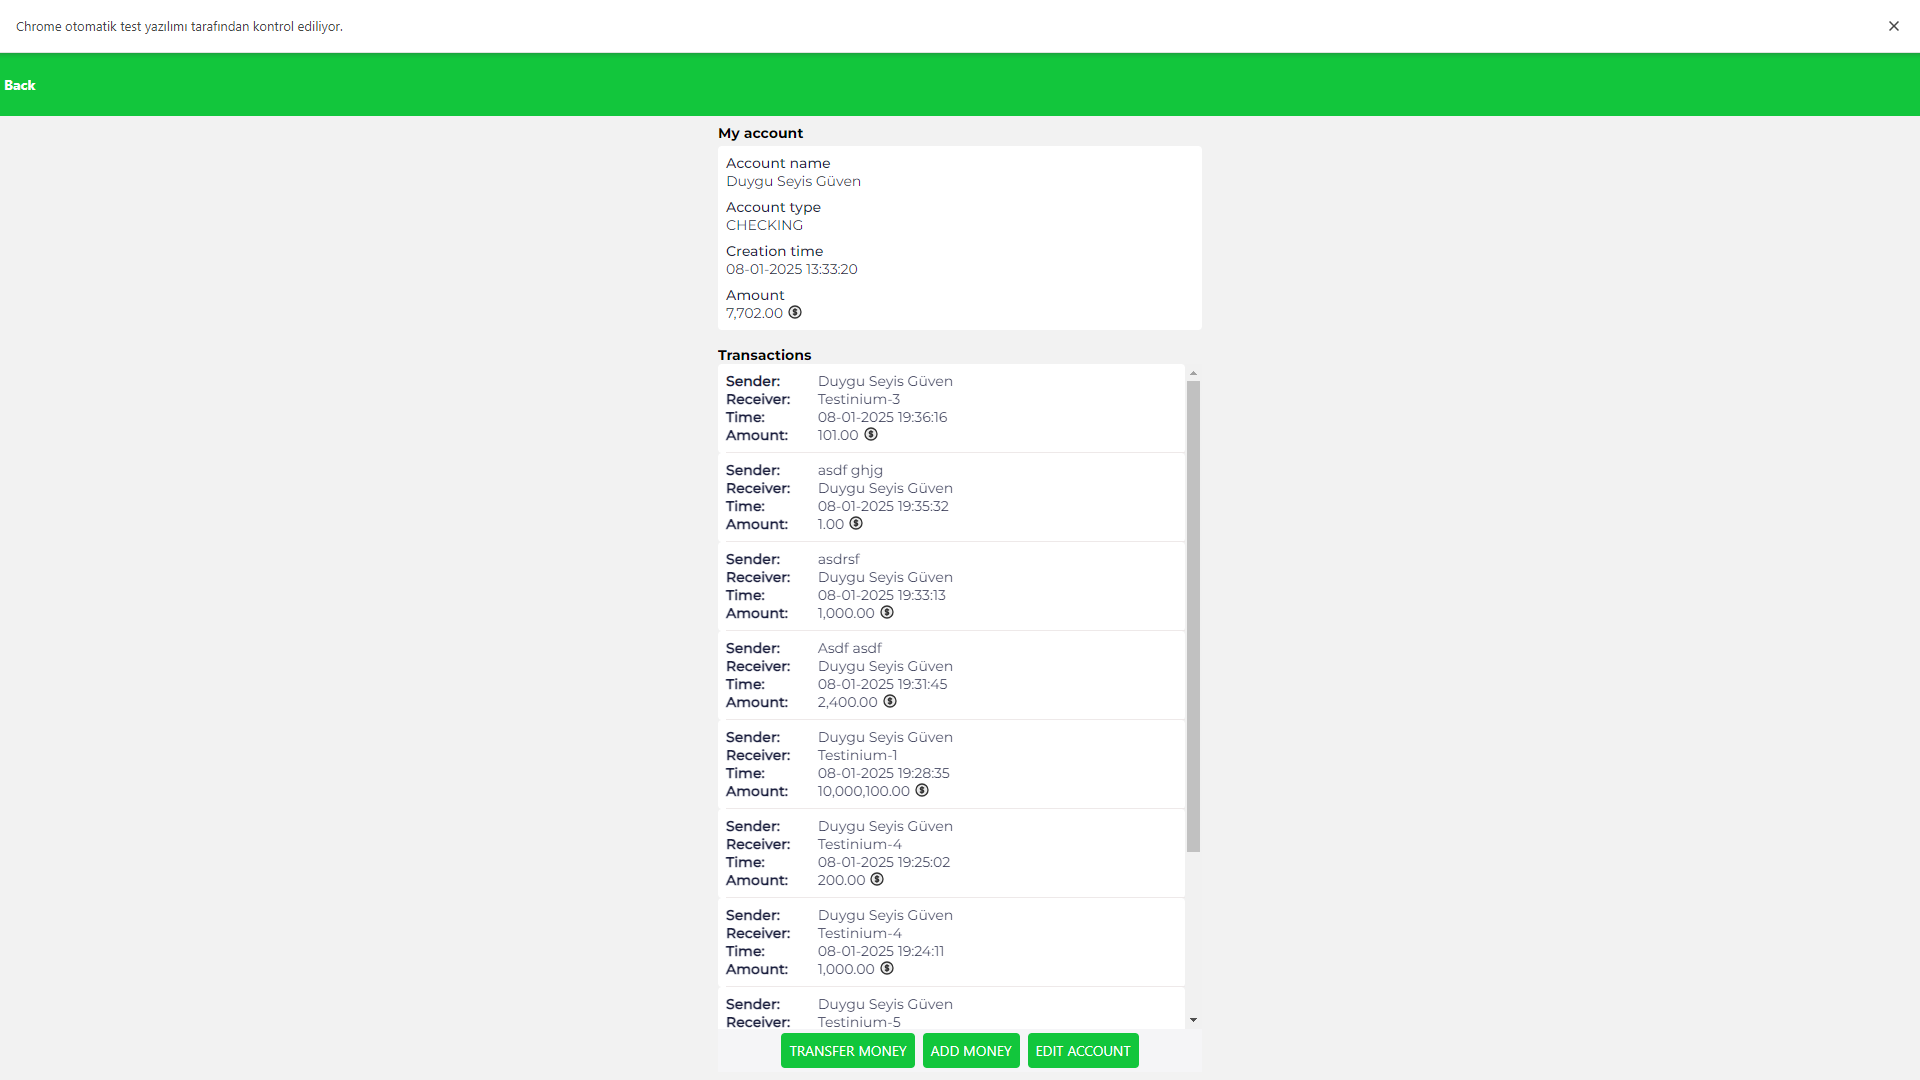 Chrome otomatik test yazılımı tarafından kontrol ediliyor.
Back
My account
Account name
Duygu Seyis Güven
Account type
CHECKING
Creation time
08-01-2025 13:33:20
Amount
7,702.00
Transactions
Sender: Duygu Seyis Güven
Receiver: Testinium-3
Time: 08-01-2025 19:36:16
Amount: 101.00
Sender: asdf ghjg
Receiver: Duygu Seyis Güven
Time: 08-01-2025 19:35:32
Amount: 1.00
Sender: asdrsf
Receiver: Duygu Seyis Güven
Time: 08-01-2025 19:33:13
Amount: 1,000.00
Sender: Asdf asdf
Receiver: Duygu Seyis Güven
Time: 08-01-2025 19:31:45
Amount: 2,400.00
Sender: Duygu Seyis Güven
Receiver: Testinium-1
Time: 08-01-2025 19:28:35
Amount: 10,000,100.00
Sender: Duygu Seyis Güven
Receiver: Testinium-4
Time: 08-01-2025 19:25:02
Amount: 200.00
Sender: Duygu Seyis Güven
Receiver: Testinium-4
Time: 08-01-2025 19:24:11
Amount: 1,000.00
Sender: Duygu Seyis Güven
Receiver: Testinium-5
TRANSFER MONEY ADD MONEY EDIT ACCOUNT